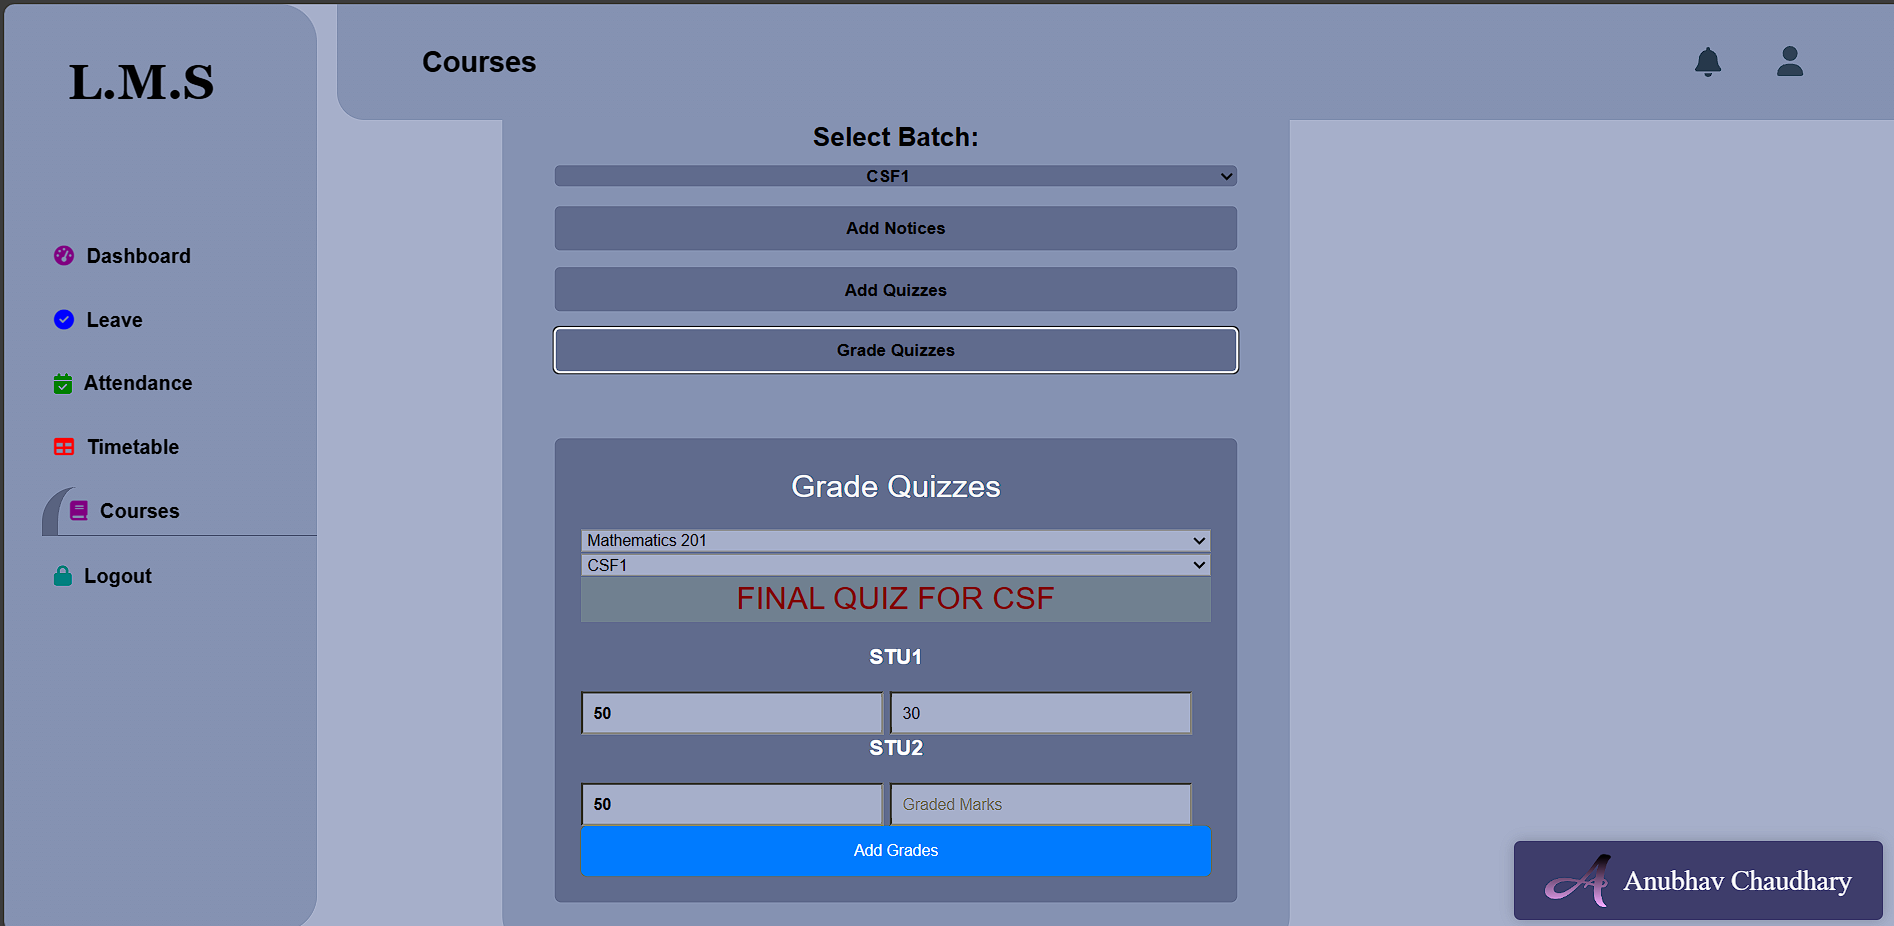 L.M.S
Courses
Select Batch:
CSF1
Add Notices
Add Quizzes
Grade Quizzes
Dashboard
Leave
Attendance
Timetable
Courses
Logout
Grade Quizzes
Mathematics 201
CSF1
FINAL QUIZ FOR CSF
STU1
50 30
STU2
50 Graded Marks
Add Grades
Anubhav Chaudhary